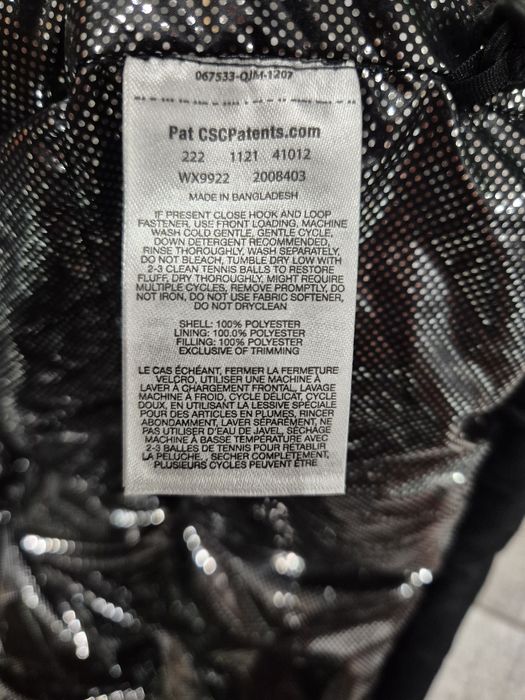 067533-QJM-1207
Pat CSCPatents.com
222 1121 41012
WX9922 2008403
MADE IN BANGLADESH
IF PRESENT CLOSE HOOK AND LOOP
FASTENER, USE FRONT LOADING, MACHINE
WASH COLD GENTLE, GENTLE CYCLE,
DOWN DETERGENT RECOMMENDED,
RINSE THOROUGHLY, WASH SEPARATELY,
DO NOT BLEACH, TUMBLE DRY LOW WITH
2-3 CLEAN TENNIS BALLS TO RESTORE
FLUFF, DRY THOROUGHLY, MIGHT REQUIRE
MULTIPLE CYCLES, REMOVE PROMPTLY, DO
NOT IRON, DO NOT USE FABRIC SOFTENER,
DO NOT DRYCLEAN
SHELL: 100% POLYESTER
LINING: 100.0% POLYESTER
FILLING: 100% POLYESTER
EXCLUSIVE OF TRIMMING
LE CAS ÉCHÉANT, FERMER LA FERMETURE
VELCRO, UTILISER UNE MACHINE À
LAVER À CHARGEMENT FRONTAL, LAVAGE
MACHINE À FROID, CYCLE DÉLICAT, CYCLE
DOUX, EN UTILISANT LA LESSIVE SPÉCIALE
POUR DES ARTICLES EN PLUMES, RINCER
ABONDAMMENT, LAVER SÉPARÉMENT, NE
PAS UTILISER D'EAU DE JAVEL, SÉCHAGE
MACHINE À BASSE TEMPÉRATURE AVEC
2-3 BALLES DE TENNIS POUR RÉTABLIR
LA PELUCHE, , SECHER COMPLETEMENT,
PLUSIEURS CYCLES PEUVENT ÊTRE